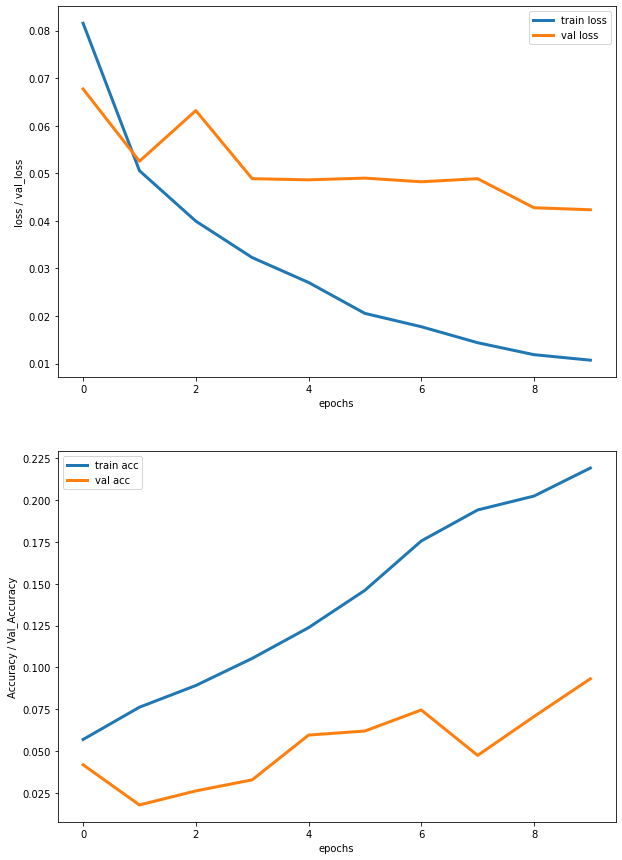 train loss
val loss
0.08
0.07
0.06
0.05
0.04
0.03
0.02
0.01
loss / val_loss
0 2 4 6 8
epochs
train acc
val acc
0.225
0.200
0.175
0.150
0.125
0.100
0.075
0.050
0.025
Accuracy / Val_Accuracy
0 2 4 6 8
epochs